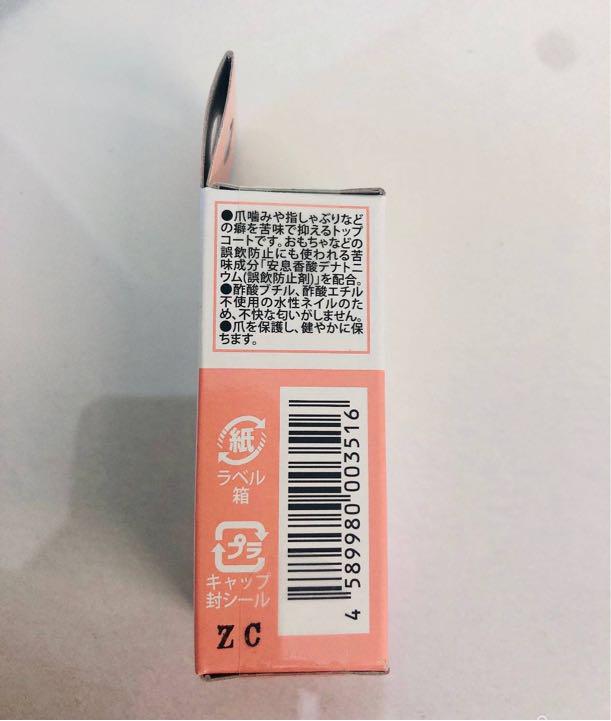 ●爪噛みや指しゃぶりなど
の癖を苦味で抑えるトップ
コートです。おもちゃなどの
誤飲防止にも使われる苦
味成分「安息香酸デナトニ
ウム(誤飲防止剤)」を配合。
●酢酸ブチル、酢酸エチル
不使用の水性ネイルのた
め、不快な匂いがしません。
●爪を保護し、健やかに保
ちます。
紙
ラベル
箱
プラ
キャップ
封シール
4 589980 003516
Z C